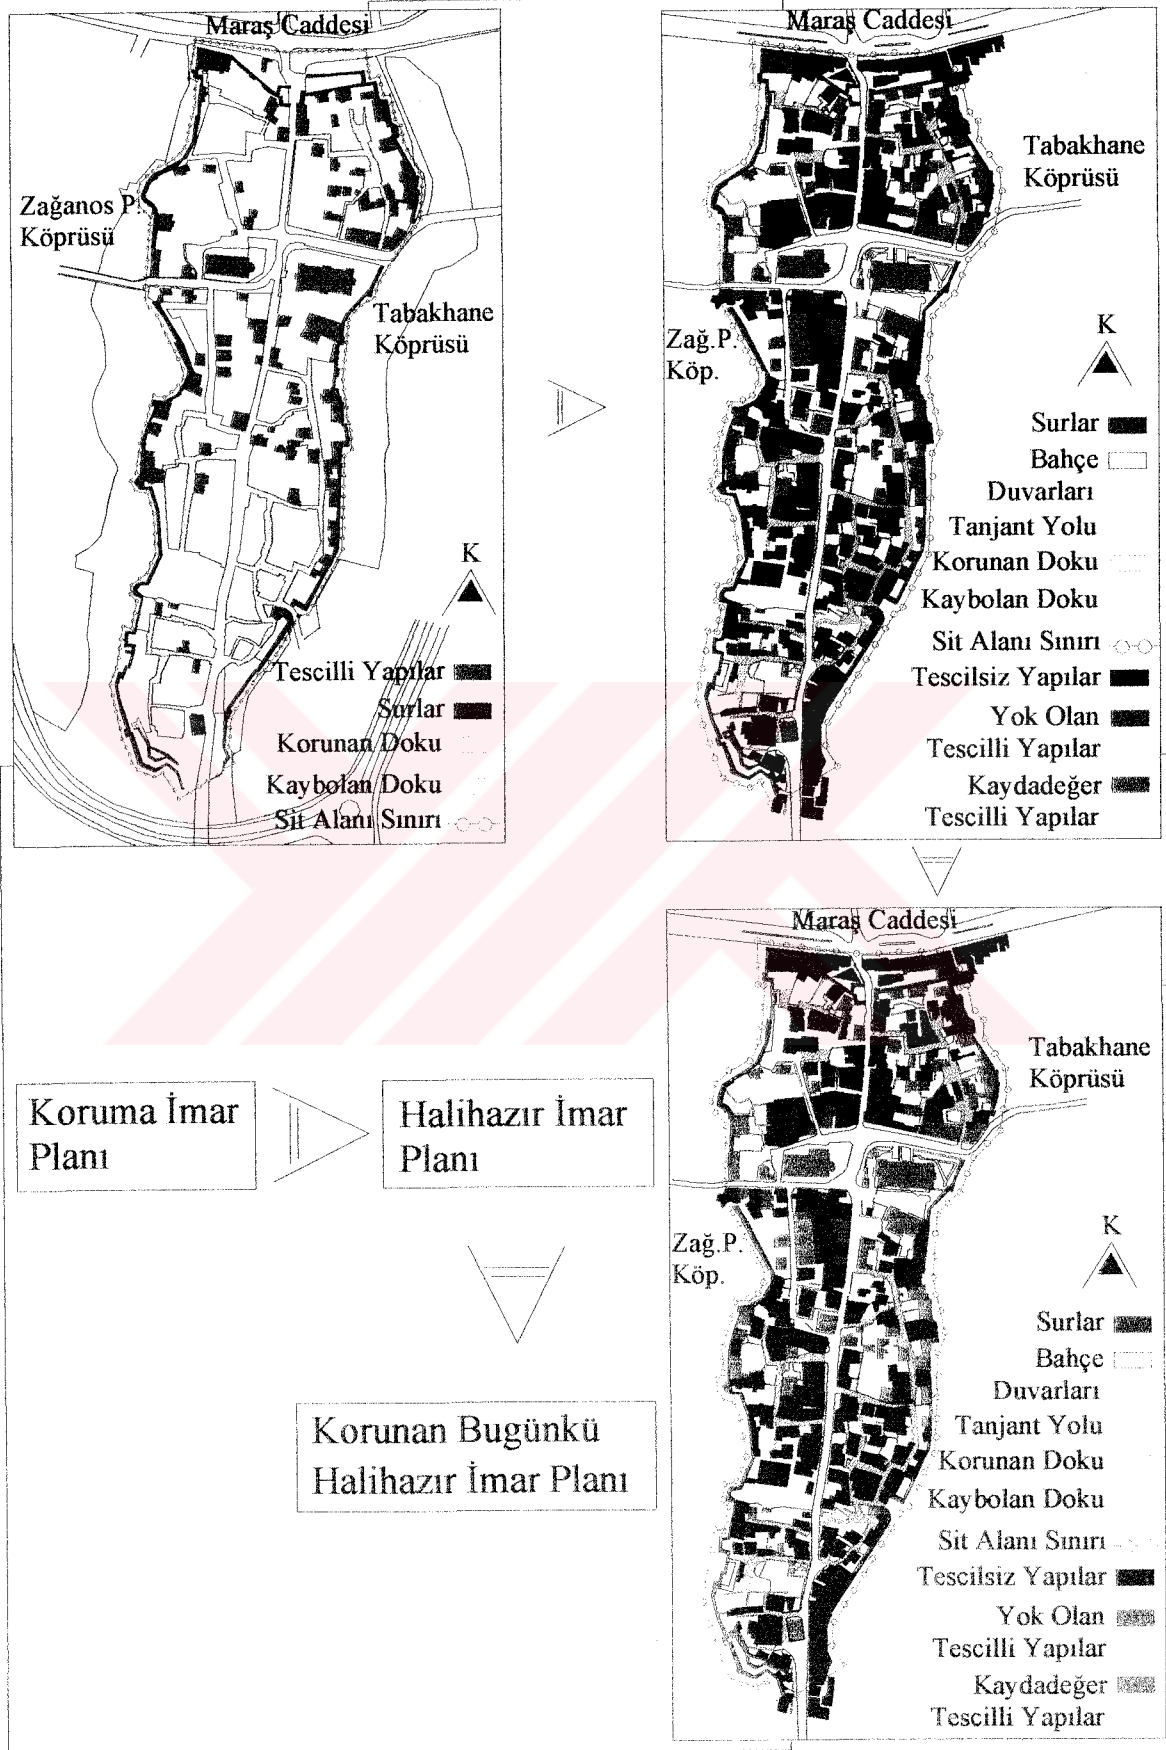 Maraş Caddesi
Zağanos P.
Köprüsü
Tabakhane
Köprüsü
K
Tescilli Yapılar
Surlar
Korunan Doku
Kaybolan Doku
Sit Alanı Sınırı
Maraş Caddesi
Tabakhane
Köprüsü
Zağ.P.
Köp.
K
Surlar
Bahçe
Duvarları
Tanjant Yolu
Korunan Doku
Kaybolan Doku
Sit Alanı Sınırı
Tescilsiz Yapılar
Yok Olan
Tescilli Yapılar
Kaydadeğer
Tescilli Yapılar
Koruma İmar
Planı
Halihazır İmar
Planı
Korunan Bugünkü
Halihazır İmar Planı
Maraş Caddesi
Tabakhane
Köprüsü
Zağ.P.
Köp.
K
Surlar
Bahçe
Duvarları
Tanjant Yolu
Korunan Doku
Kaybolan Doku
Sit Alanı Sınırı
Tescilsiz Yapılar
Yok Olan
Tescilli Yapılar
Kaydadeğer
Tescilli Yapılar